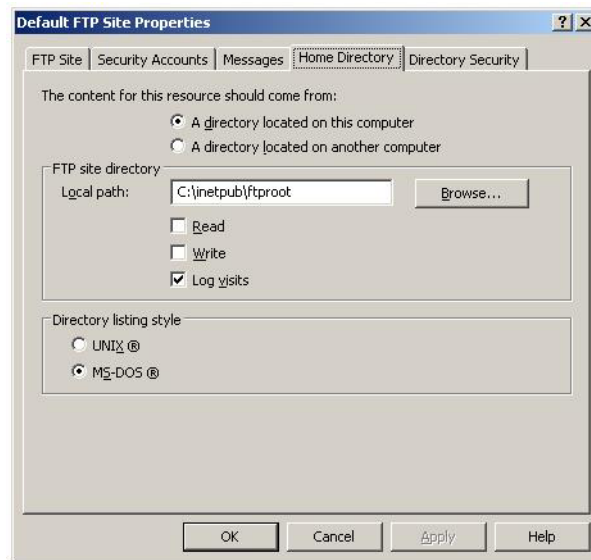 Default FTP Site Properties
? X
FTP Site Security Accounts Messages Home Directory Directory Security
The content for this resource should come from:
A directory located on this computer
A directory located on another computer
FTP site directory
Local path: C:\inetpub\ftproot Browse...
Read
Write
Log visits
Directory listing style
UNIX ®
MS-DOS ®
OK Cancel Apply Help